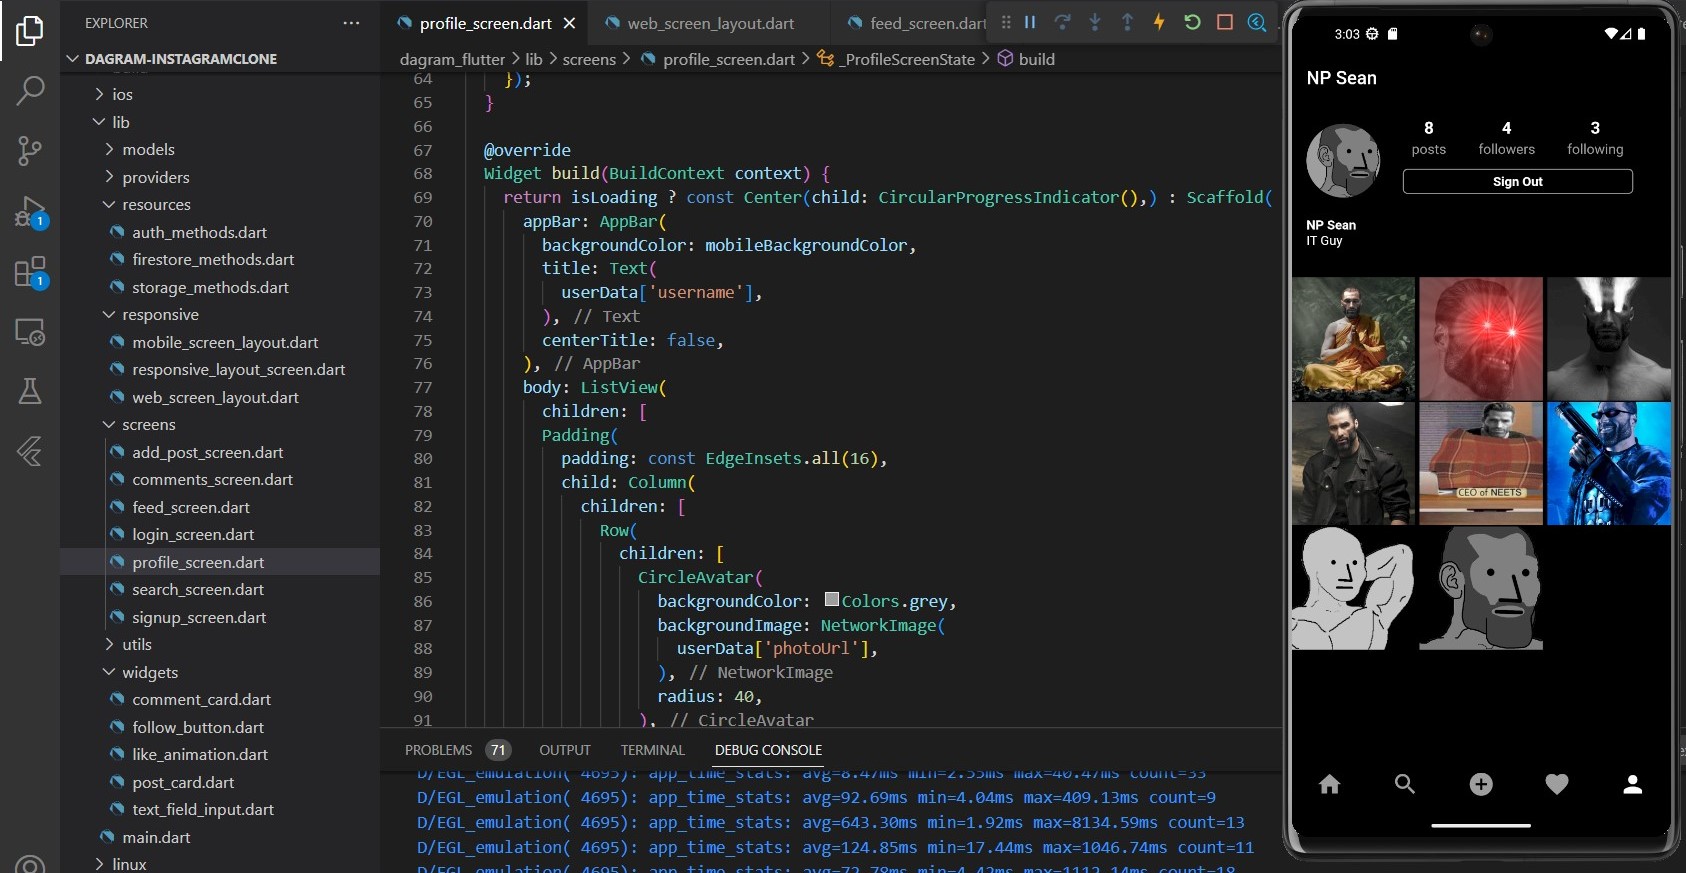 EXPLORER
DAGRAM-INSTAGRAMCLONE
ios
lib
models
providers
resources
auth_methods.dart
firestore_methods.dart
storage_methods.dart
responsive
mobile_screen_layout.dart
responsive_layout_screen.dart
web_screen_layout.dart
screens
add_post_screen.dart
comments_screen.dart
feed_screen.dart
login_screen.dart
profile_screen.dart
search_screen.dart
signup_screen.dart
utils
widgets
comment_card.dart
follow_button.dart
like_animation.dart
post_card.dart
text_field_input.dart
main.dart
linux
1
1
profile_screen.dart web_screen_layout.dart feed_screen.dart
dagram_flutter > lib > screens > profile_screen.dart > _ProfileScreenState > build
64 });
65 }
66
67 @override
68 Widget build(BuildContext context) {
69 return isLoading ? const Center(child: CircularProgressIndicator(),) : Scaffold(
70 appBar: AppBar(
71 backgroundColor: mobileBackgroundColor,
72 title: Text(
73 userData['username'],
74 ), // Text
75 centerTitle: false,
76 ), // AppBar
77 body: ListView(
78 children: [
79 Padding(
80 padding: const EdgeInsets.all(16),
81 child: Column(
82 children: [
83 Row(
84 children: [
85 CircleAvatar(
86 backgroundColor: Colors.grey,
87 backgroundImage: NetworkImage(
88 userData['photoUrl'],
89 ), // NetworkImage
90 radius: 40,
91 ), // CircleAvatar
PROBLEMS 71 OUTPUT TERMINAL DEBUG CONSOLE
D/EGL_emulation( 4695): app_time_stats: avg=8.47ms min=2.55ms max=40.47ms count=33
D/EGL_emulation( 4695): app_time_stats: avg=92.69ms min=4.04ms max=409.13ms count=9
D/EGL_emulation( 4695): app_time_stats: avg=643.30ms min=1.92ms max=8134.59ms count=13
D/EGL_emulation( 4695): app_time_stats: avg=124.85ms min=17.44ms max=1046.74ms count=11
D/EGL_emulation( 4695): app_time_stats: avg=72.78ms min=4.42ms max=1112.14ms count=18
3:03
NP Sean
8 4 3
posts followers following
Sign Out
NP Sean
IT Guy
CEO of NEETS